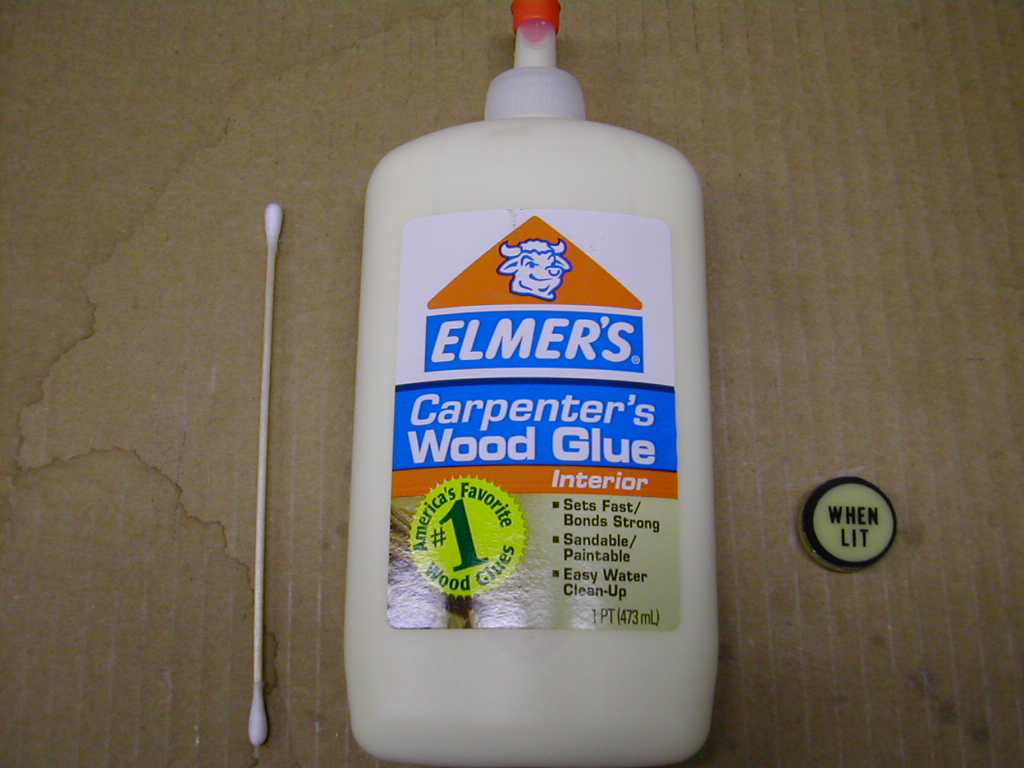 ELMER'S®
Carpenter's
Wood Glue
Interior
America's Favorite
#1
Wood Glues
▪ Sets Fast/
Bonds Strong
▪ Sandable/
Paintable
▪ Easy Water
Clean-Up
1 PT (473 mL)
WHEN
LIT